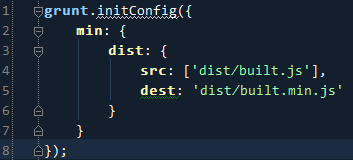 1 grunt.initConfig({
2     min: {
3         dist: {
4             src: ['dist/built.js'],
5             dest: 'dist/built.min.js'
6         }
7     }
8 });